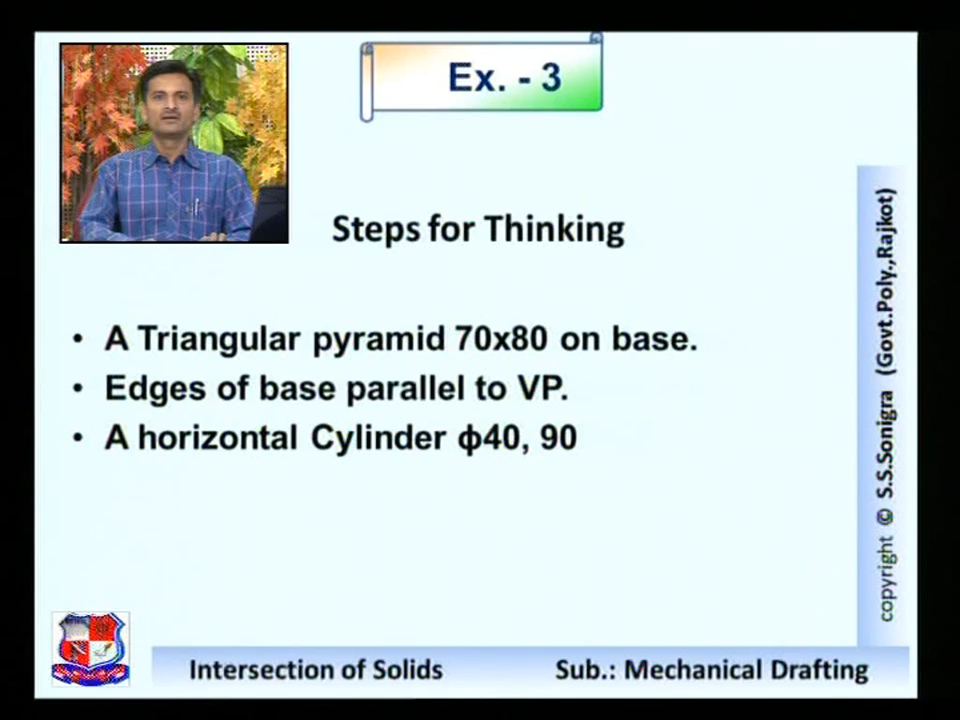 Ex. - 3
Steps for Thinking
• A Triangular pyramid 70x80 on base.
• Edges of base parallel to VP.
• A horizontal Cylinder ϕ40, 90
copyright © S.S.Sonigra (Govt.Poly.,Rajkot)
Intersection of Solids Sub.: Mechanical Drafting